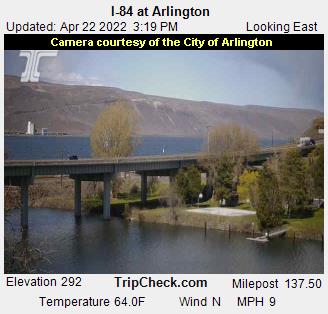 I-84 at Arlington
Updated: Apr 22 2022 3:19 PM Looking East
Camera courtesy of the City of Arlington
Elevation 292 TripCheck.com Milepost 137.50
Temperature 64.0F Wind N MPH 9